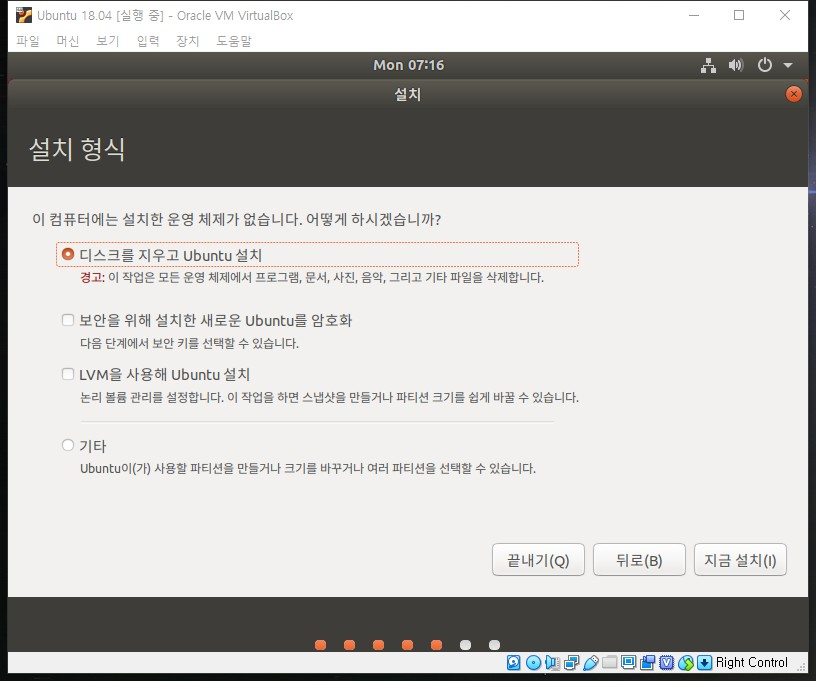 Ubuntu 18.04 [실행 중] - Oracle VM VirtualBox
파일 머신 보기 입력 장치 도움말
Mon 07:16
설치
설치 형식
이 컴퓨터에는 설치한 운영 체제가 없습니다. 어떻게 하시겠습니까?
디스크를 지우고 Ubuntu 설치
경고: 이 작업은 모든 운영 체제에서 프로그램, 문서, 사진, 음악, 그리고 기타 파일을 삭제합니다.
보안을 위해 설치한 새로운 Ubuntu를 암호화
다음 단계에서 보안 키를 선택할 수 있습니다.
LVM을 사용해 Ubuntu 설치
논리 볼륨 관리를 설정합니다. 이 작업을 하면 스냅샷을 만들거나 파티션 크기를 쉽게 바꿀 수 있습니다.
기타
Ubuntu이(가) 사용할 파티션을 만들거나 크기를 바꾸거나 여러 파티션을 선택할 수 있습니다.
끝내기(Q) 뒤로(B) 지금 설치(I)
Right Control